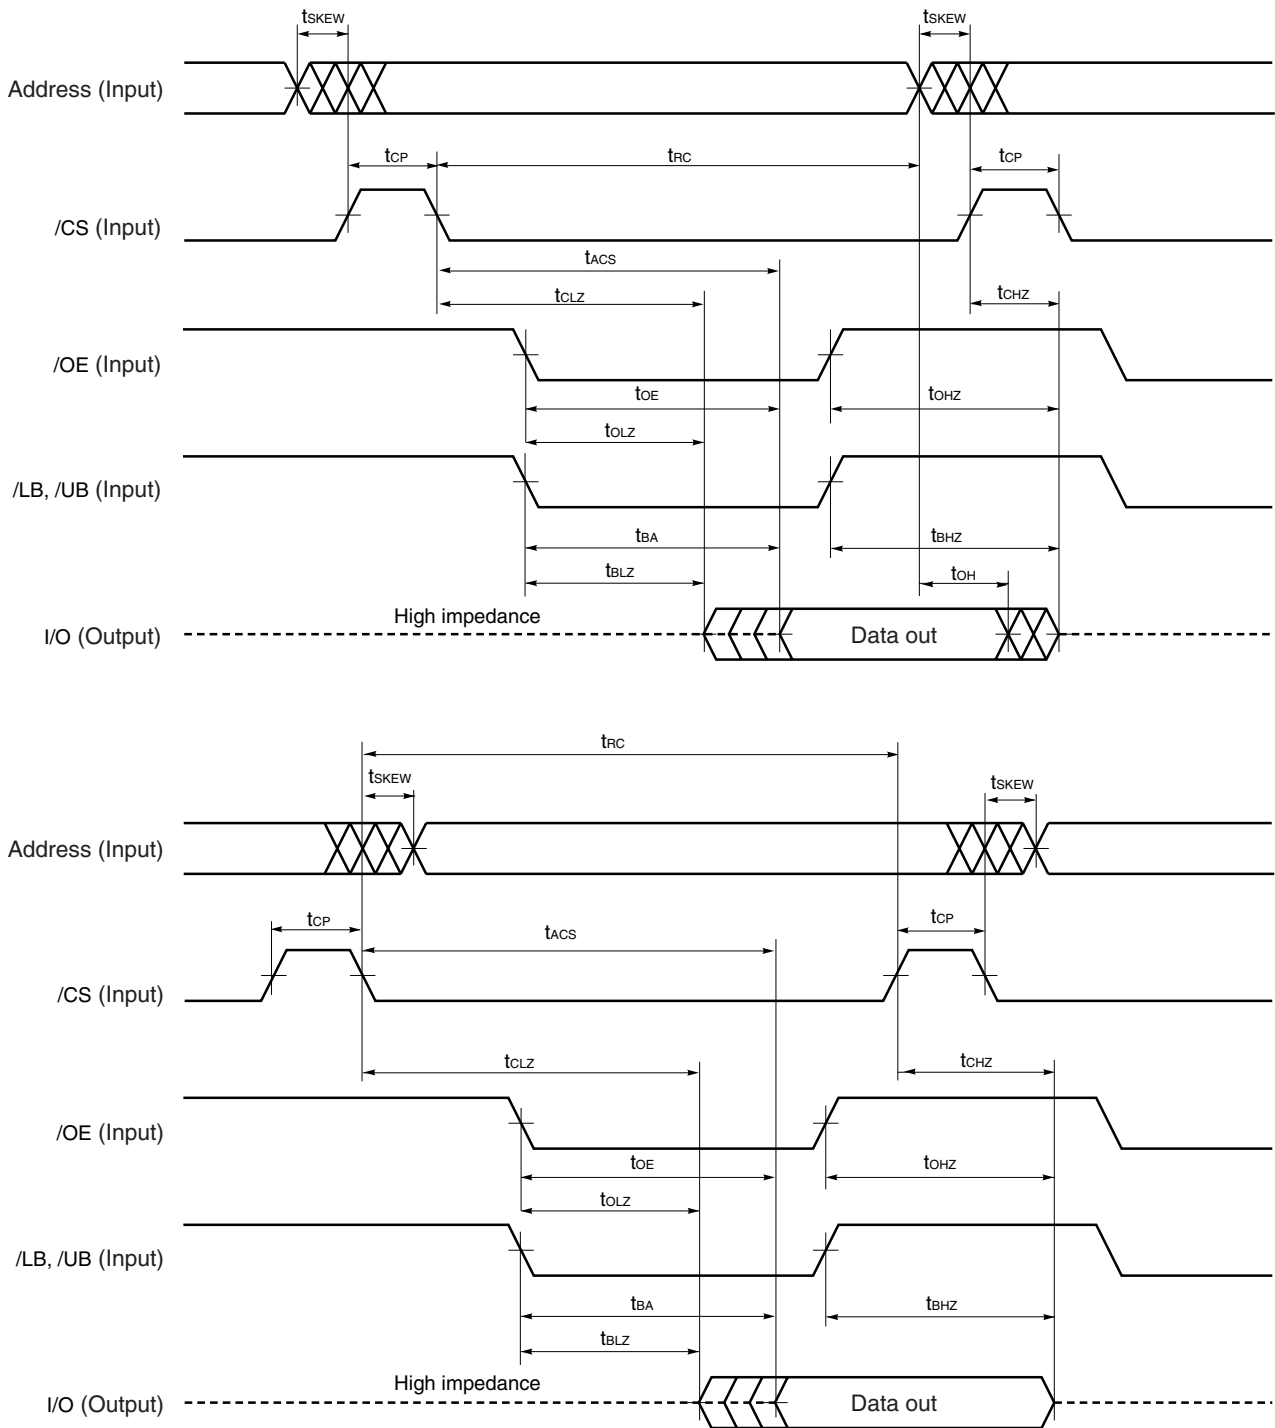 tSKEW tSKEW
Address (Input)
tCP tRC tCP
/CS (Input)
tACS
tCLZ tCHZ
/OE (Input)
tOE tOHZ
tOLZ
/LB, /UB (Input)
tBA tBHZ
tBLZ tOH
High impedance
I/O (Output) Data out
tRC
tSKEW tSKEW
Address (Input)
tCP tACS tCP
/CS (Input)
tCLZ tCHZ
/OE (Input)
tOE tOHZ
tOLZ
/LB, /UB (Input)
tBA tBHZ
tBLZ
High impedance
I/O (Output) Data out